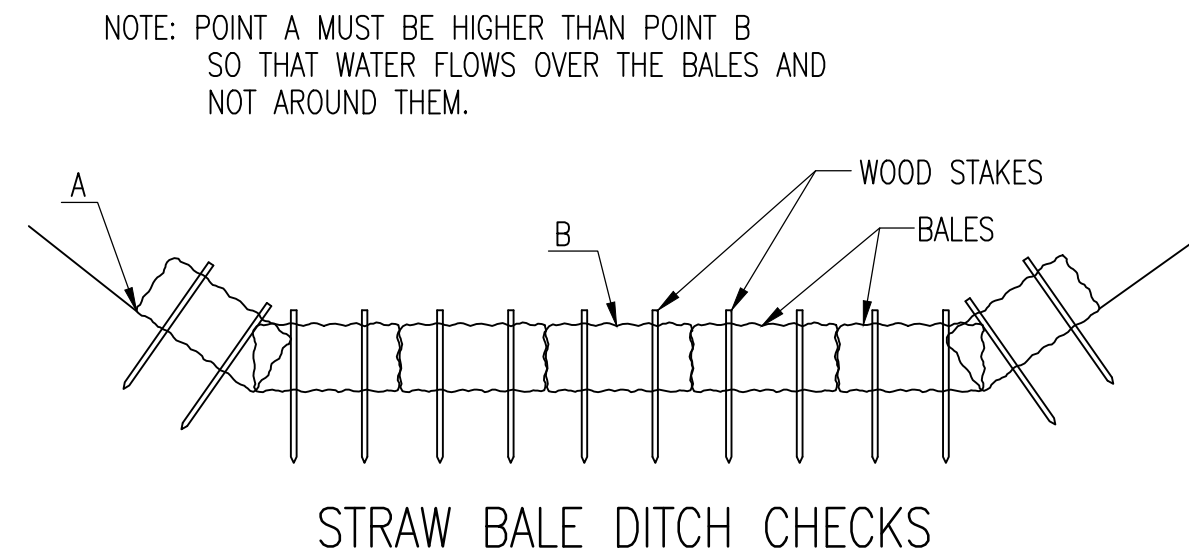 NOTE: POINT A MUST BE HIGHER THAN POINT B
SO THAT WATER FLOWS OVER THE BALES AND
NOT AROUND THEM.
WOOD STAKES
A
BALES
B
STRAW BALE DITCH CHECKS